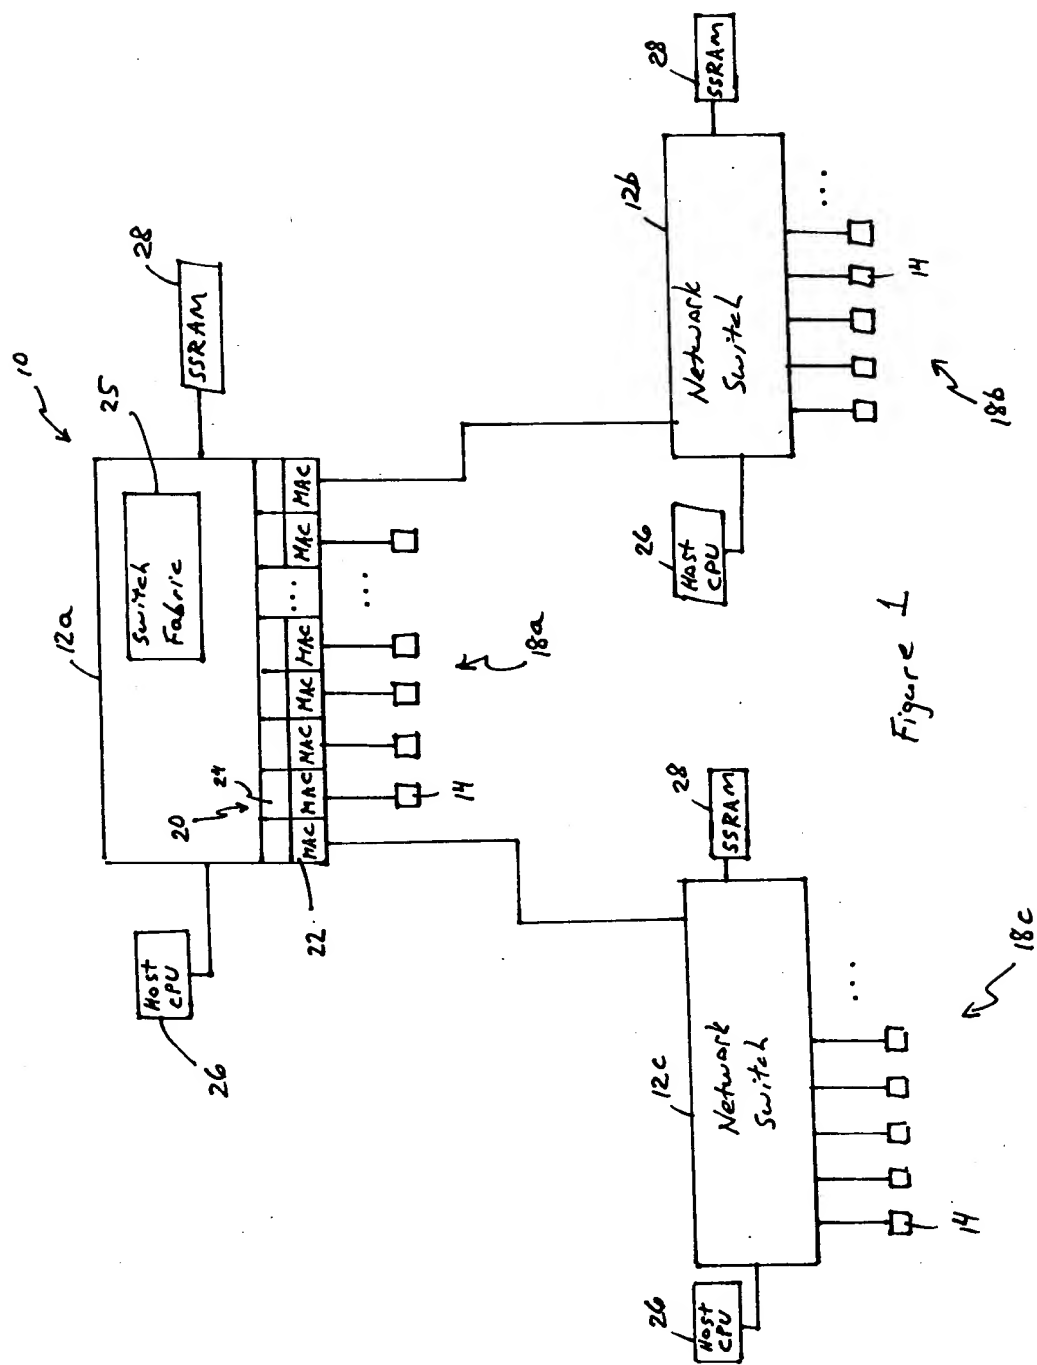 10
12a
Switch
Fabric
25
28
SSRAM
Host
CPU
26
20
24
22
MAC
MAC
MAC
MAC
MAC
...
MAC
MAC
14
...
18a
12c
Network
Switch
28
SSRAM
26
Host
CPU
14
...
18c
12b
Network
Switch
28
SSRAM
26
Host
CPU
14
...
18b
Figure 1